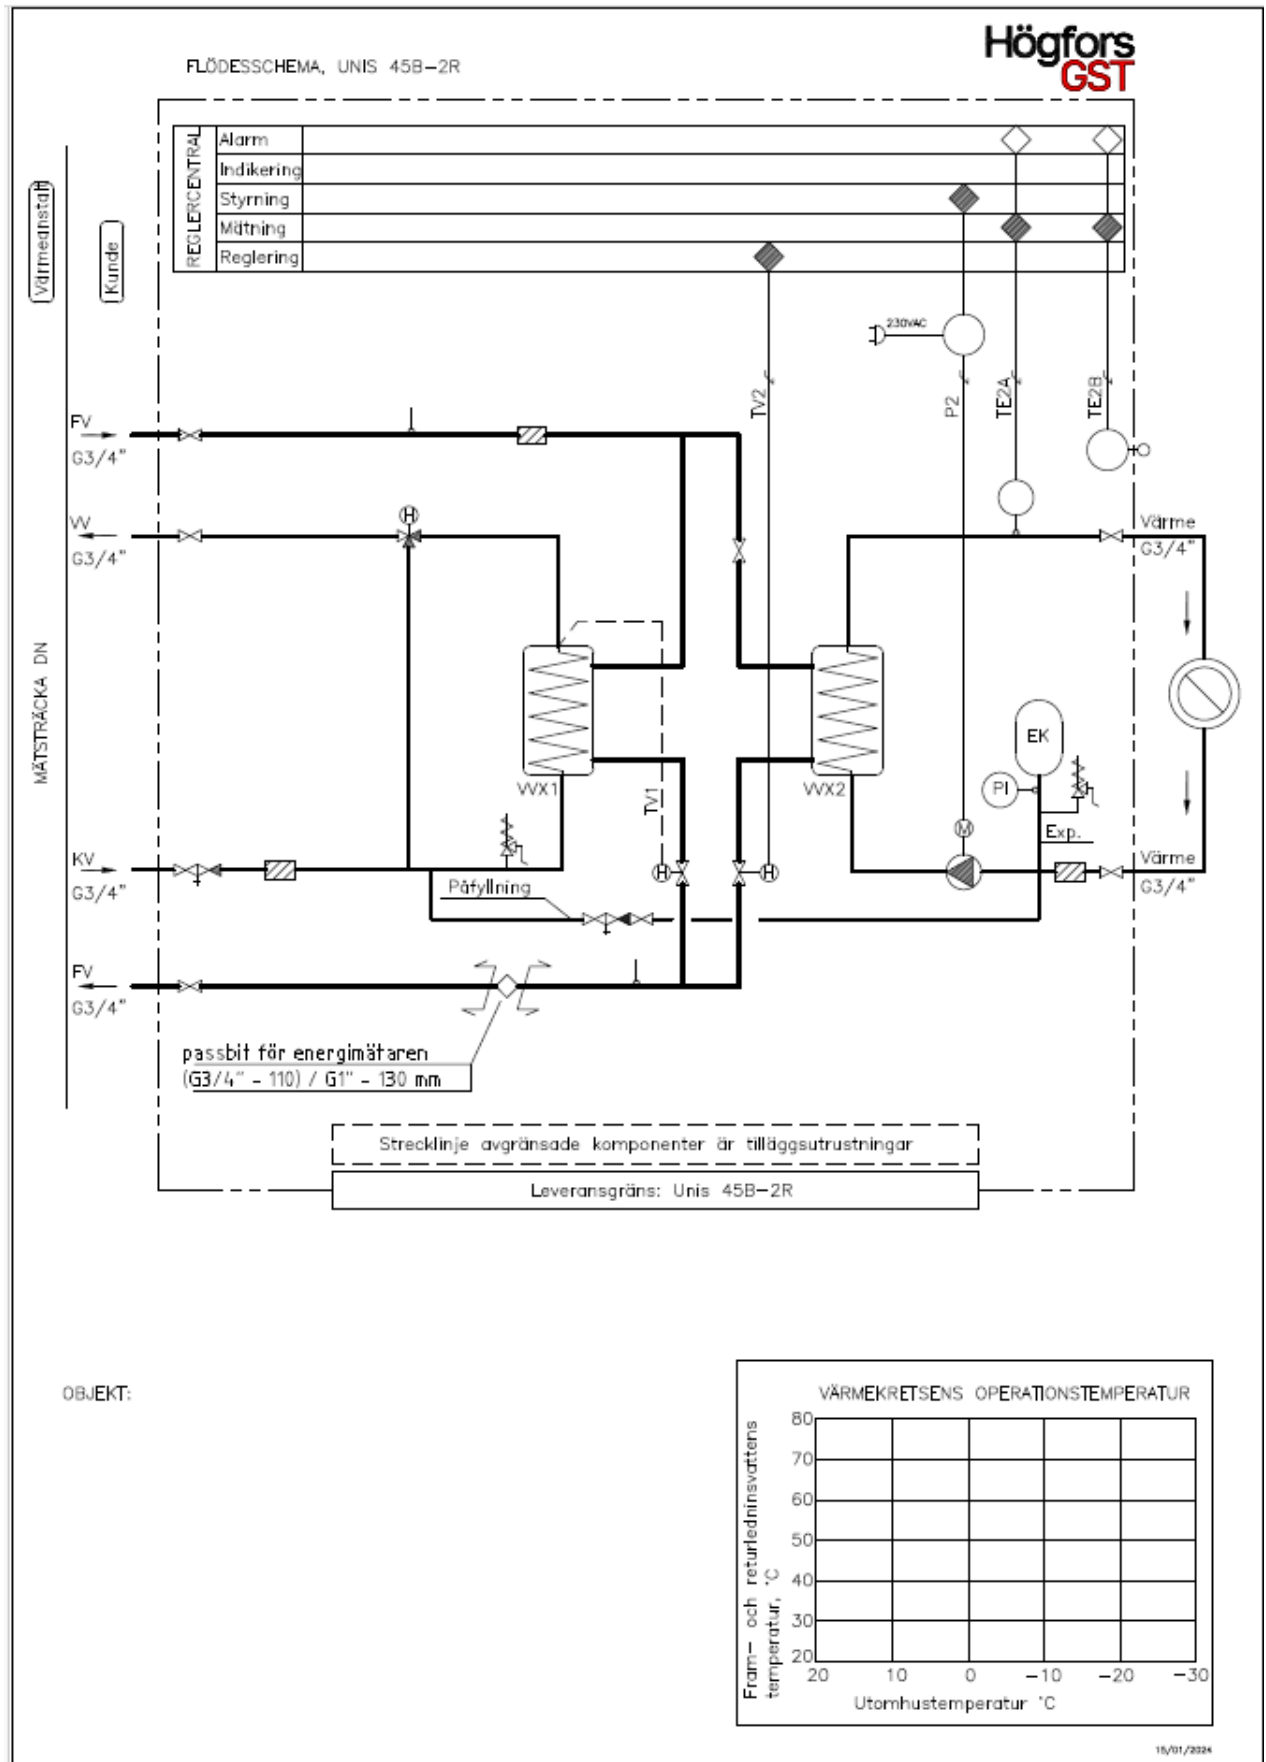 Högfors
GST
FLÖDESSCHEMA, UNIS 45B-2R
REGLERCENTRAL
Alarm
Indikering
Styrning
Mätning
Reglering
Värmeanstalt
Kunde
230VAC
TV2
P2
TE2A
TE2B
FV
G3/4"
VV
G3/4"
H
Värme
G3/4"
MÄTSTRÄCKA DN
EK
PI
VVX1
VVX2
TV1
M
Exp.
KV
G3/4"
H
H
Värme
G3/4"
Påfyllning
FV
G3/4"
passbit för energimätaren
(G3/4" - 110) / G1" - 130 mm
Strecklinje avgränsade komponenter är tilläggsutrustningar
Leveransgräns: Unis 45B-2R
OBJEKT:
VÄRMEKRETSENS OPERATIONSTEMPERATUR
Fram- och returledninsvattens
temperatur, °C
80
70
60
50
40
30
20
20 10 0 -10 -20 -30
Utomhustemperatur °C
15/01/2024